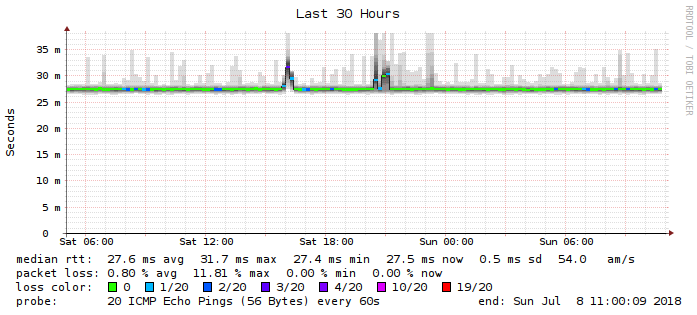 Last 30 Hours
RRDTOOL / TOBI OETIKER
Seconds
35 m
30 m
25 m
20 m
15 m
10 m
5 m
0
Sat 06:00 Sat 12:00 Sat 18:00 Sun 00:00 Sun 06:00
median rtt: 27.6 ms avg 31.7 ms max 27.4 ms min 27.5 ms now 0.5 ms sd 54.0 am/s
packet loss: 0.80 % avg 11.81 % max 0.00 % min 0.00 % now
loss color: 0 1/20 2/20 3/20 4/20 10/20 19/20
probe: 20 ICMP Echo Pings (56 Bytes) every 60s end: Sun Jul 8 11:00:09 2018